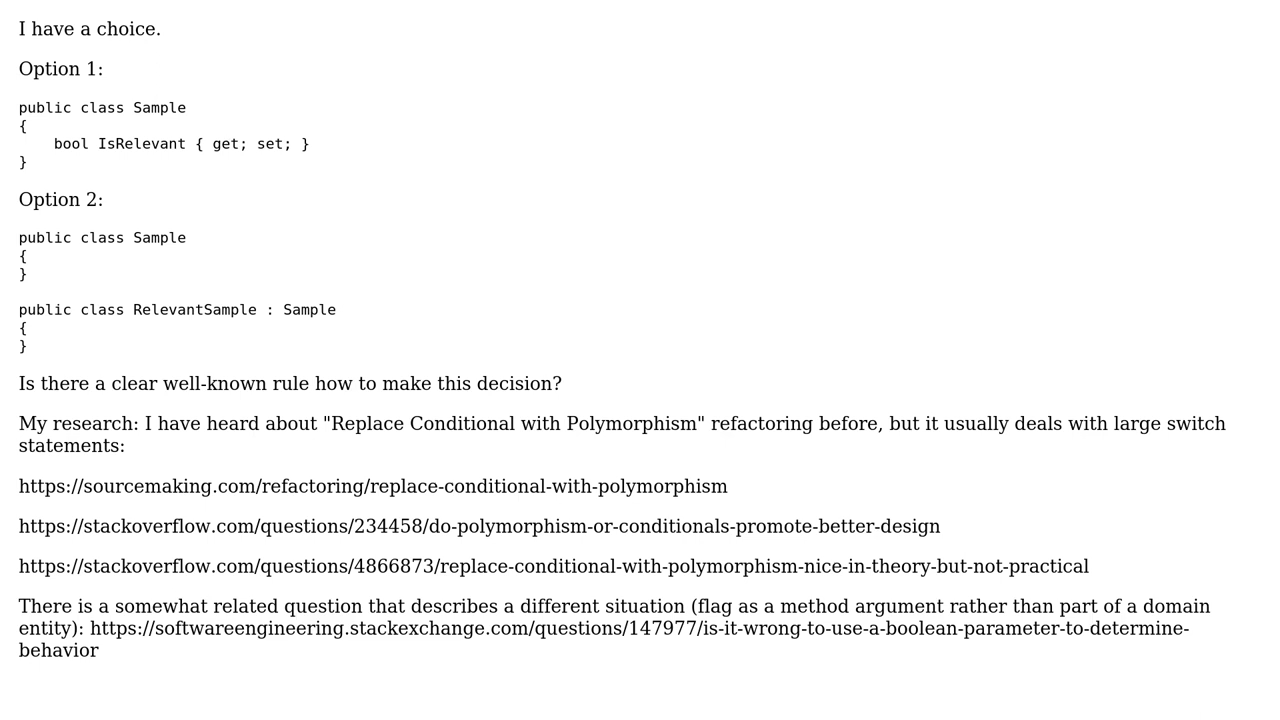 I have a choice.
Option 1:
public class Sample
{
    bool IsRelevant { get; set; }
}
Option 2:
public class Sample
{
}
public class RelevantSample : Sample
{
}
Is there a clear well-known rule how to make this decision?
My research: I have heard about "Replace Conditional with Polymorphism" refactoring before, but it usually deals with large switch
statements:
https://sourcemaking.com/refactoring/replace-conditional-with-polymorphism
https://stackoverflow.com/questions/234458/do-polymorphism-or-conditionals-promote-better-design
https://stackoverflow.com/questions/4866873/replace-conditional-with-polymorphism-nice-in-theory-but-not-practical
There is a somewhat related question that describes a different situation (flag as a method argument rather than part of a domain
entity): https://softwareengineering.stackexchange.com/questions/147977/is-it-wrong-to-use-a-boolean-parameter-to-determine-
behavior